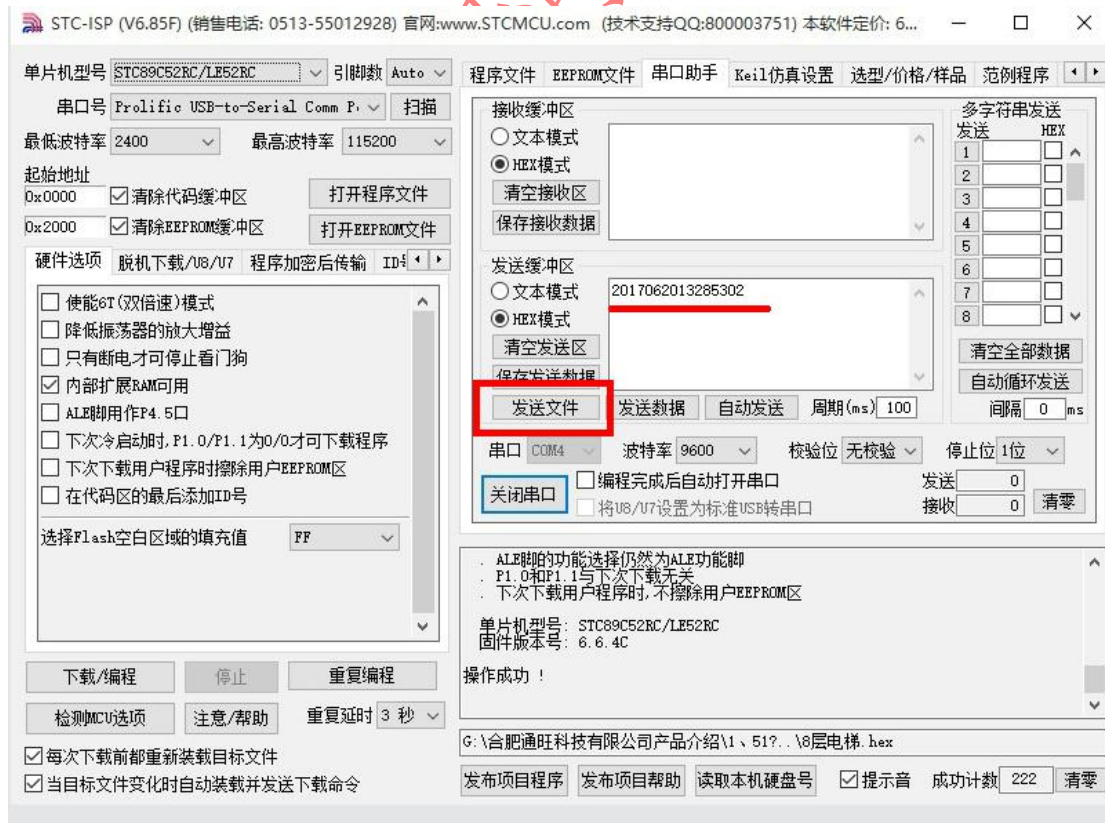 STC-ISP (V6.85F) (销售电话: 0513-55012928) 官网:www.STCMCU.com (技术支持QQ:800003751) 本软件定价: 6...
单片机型号 STC89C52RC/LE52RC 引脚数 Auto
串口号 Prolific USB-to-Serial Comm P 扫描
最低波特率 2400 最高波特率 115200
起始地址
0x0000 清除代码缓冲区 打开程序文件
0x2000 清除EEPROM缓冲区 打开EEPROM文件
硬件选项 脱机下载/U8/U7 程序加密后传输
使能6T(双倍速)模式
降低振荡器的放大增益
只有断电才可停止看门狗
内部扩展RAM可用
ALE脚用作P4.5口
下次冷启动时,P1.0/P1.1为0/0才可下载程序
下次下载用户程序时擦除用户EEPROM区
在代码区的最后添加ID号
选择Flash空白区域的填充值 FF
下载/编程 停止 重复编程
检测MCU选项 注意/帮助 重复延时 3 秒
每次下载前都重新装载目标文件
当目标文件变化时自动装载并发送下载命令
程序文件 EEPROM文件 串口助手 Keil仿真设置 选型/价格/样品 范例程序
接收缓冲区
文本模式
HEX模式
清空接收区
保存接收数据
发送缓冲区
文本模式 2017062013285302
HEX模式
清空发送区
保存发送数据
发送文件 发送数据 自动发送 周期(ms) 100
多字符串发送
发送 HEX
1
2
3
4
5
6
7
8
清空全部数据
自动循环发送
间隔 0 ms
串口 COM4 波特率 9600 校验位 无校验 停止位 1位
关闭串口 编程完成后自动打开串口 发送 0
将U8/U7设置为标准USB转串口 接收 0 清零
. ALE脚的功能选择仍然为ALE功能脚
. P1.0和P1.1与下次下载无关
. 下次下载用户程序时,不擦除用户EEPROM区
单片机型号: STC89C52RC/LE52RC
固件版本号: 6.6.4C
操作成功 !
G:\合肥通旺科技有限公司产品介绍\1、51?..\8层电梯.hex
发布项目程序 发布项目帮助 读取本机硬盘号 提示音 成功计数 222 清零